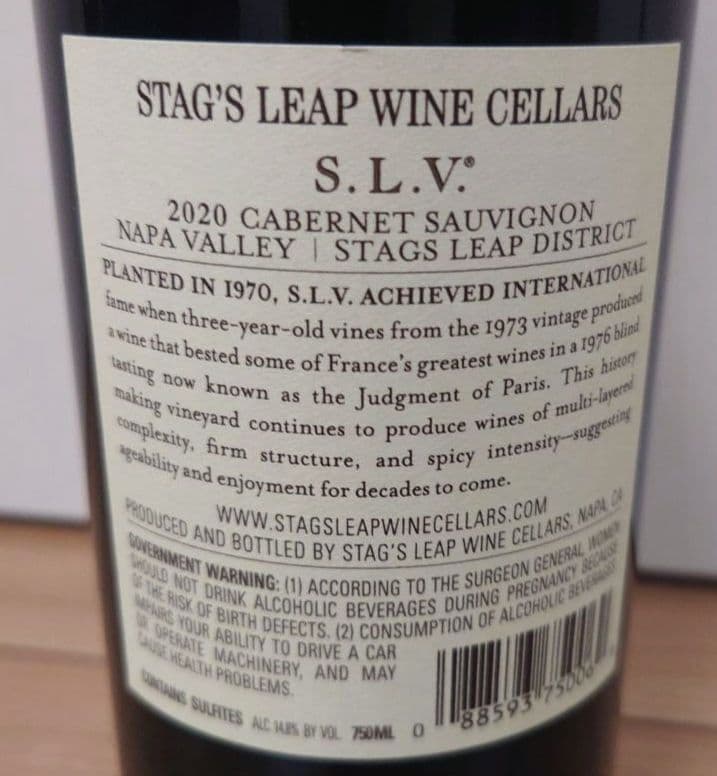 STAG'S LEAP WINE CELLARS
S.L.V.®
2020 CABERNET SAUVIGNON
NAPA VALLEY | STAGS LEAP DISTRICT
PLANTED IN 1970, S.L.V. ACHIEVED INTERNATIONAL
fame when three-year-old vines from the 1973 vintage produced
a wine that bested some of France's greatest wines in a 1976 blind
tasting now known as the Judgment of Paris. This history
making vineyard continues to produce wines of multi-layered
complexity, firm structure, and spicy intensity—suggesting
ageability and enjoyment for decades to come.
WWW.STAGSLEAPWINECELLARS.COM
PRODUCED AND BOTTLED BY STAG'S LEAP WINE CELLARS, NAPA, CA
GOVERNMENT WARNING: (1) ACCORDING TO THE SURGEON GENERAL, WOMEN
SHOULD NOT DRINK ALCOHOLIC BEVERAGES DURING PREGNANCY BECAUSE
OF THE RISK OF BIRTH DEFECTS. (2) CONSUMPTION OF ALCOHOLIC BEVERAGES
IMPAIRS YOUR ABILITY TO DRIVE A CAR
OR OPERATE MACHINERY, AND MAY
CAUSE HEALTH PROBLEMS.
CONTAINS SULFITES ALC 14.8% BY VOL 750ML
0 88593 75006